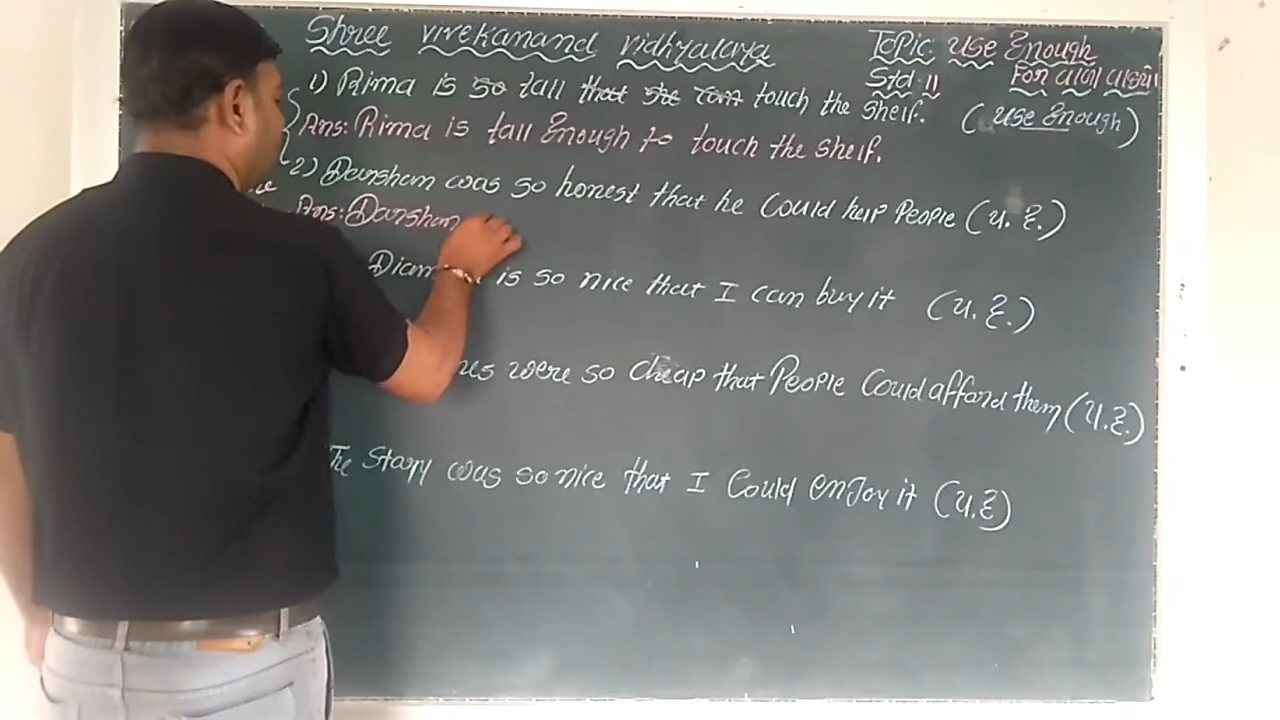 Shree vivekanand vidhyalaya
Topic: Use Enough
Std: 11
For વાળા વાક્યો
1) Rima is so tall that she can touch the shelf. (Use Enough)
Ans: Rima is tall Enough to touch the shelf.
2) Darshan was so honest that he Could help People (U. E.)
Ans: Darshan
is so nice that I can buy it (U. E.)
were so cheap that People Could afford them (U.E.)
The Story was so nice that I Could enjoy it (U.E)